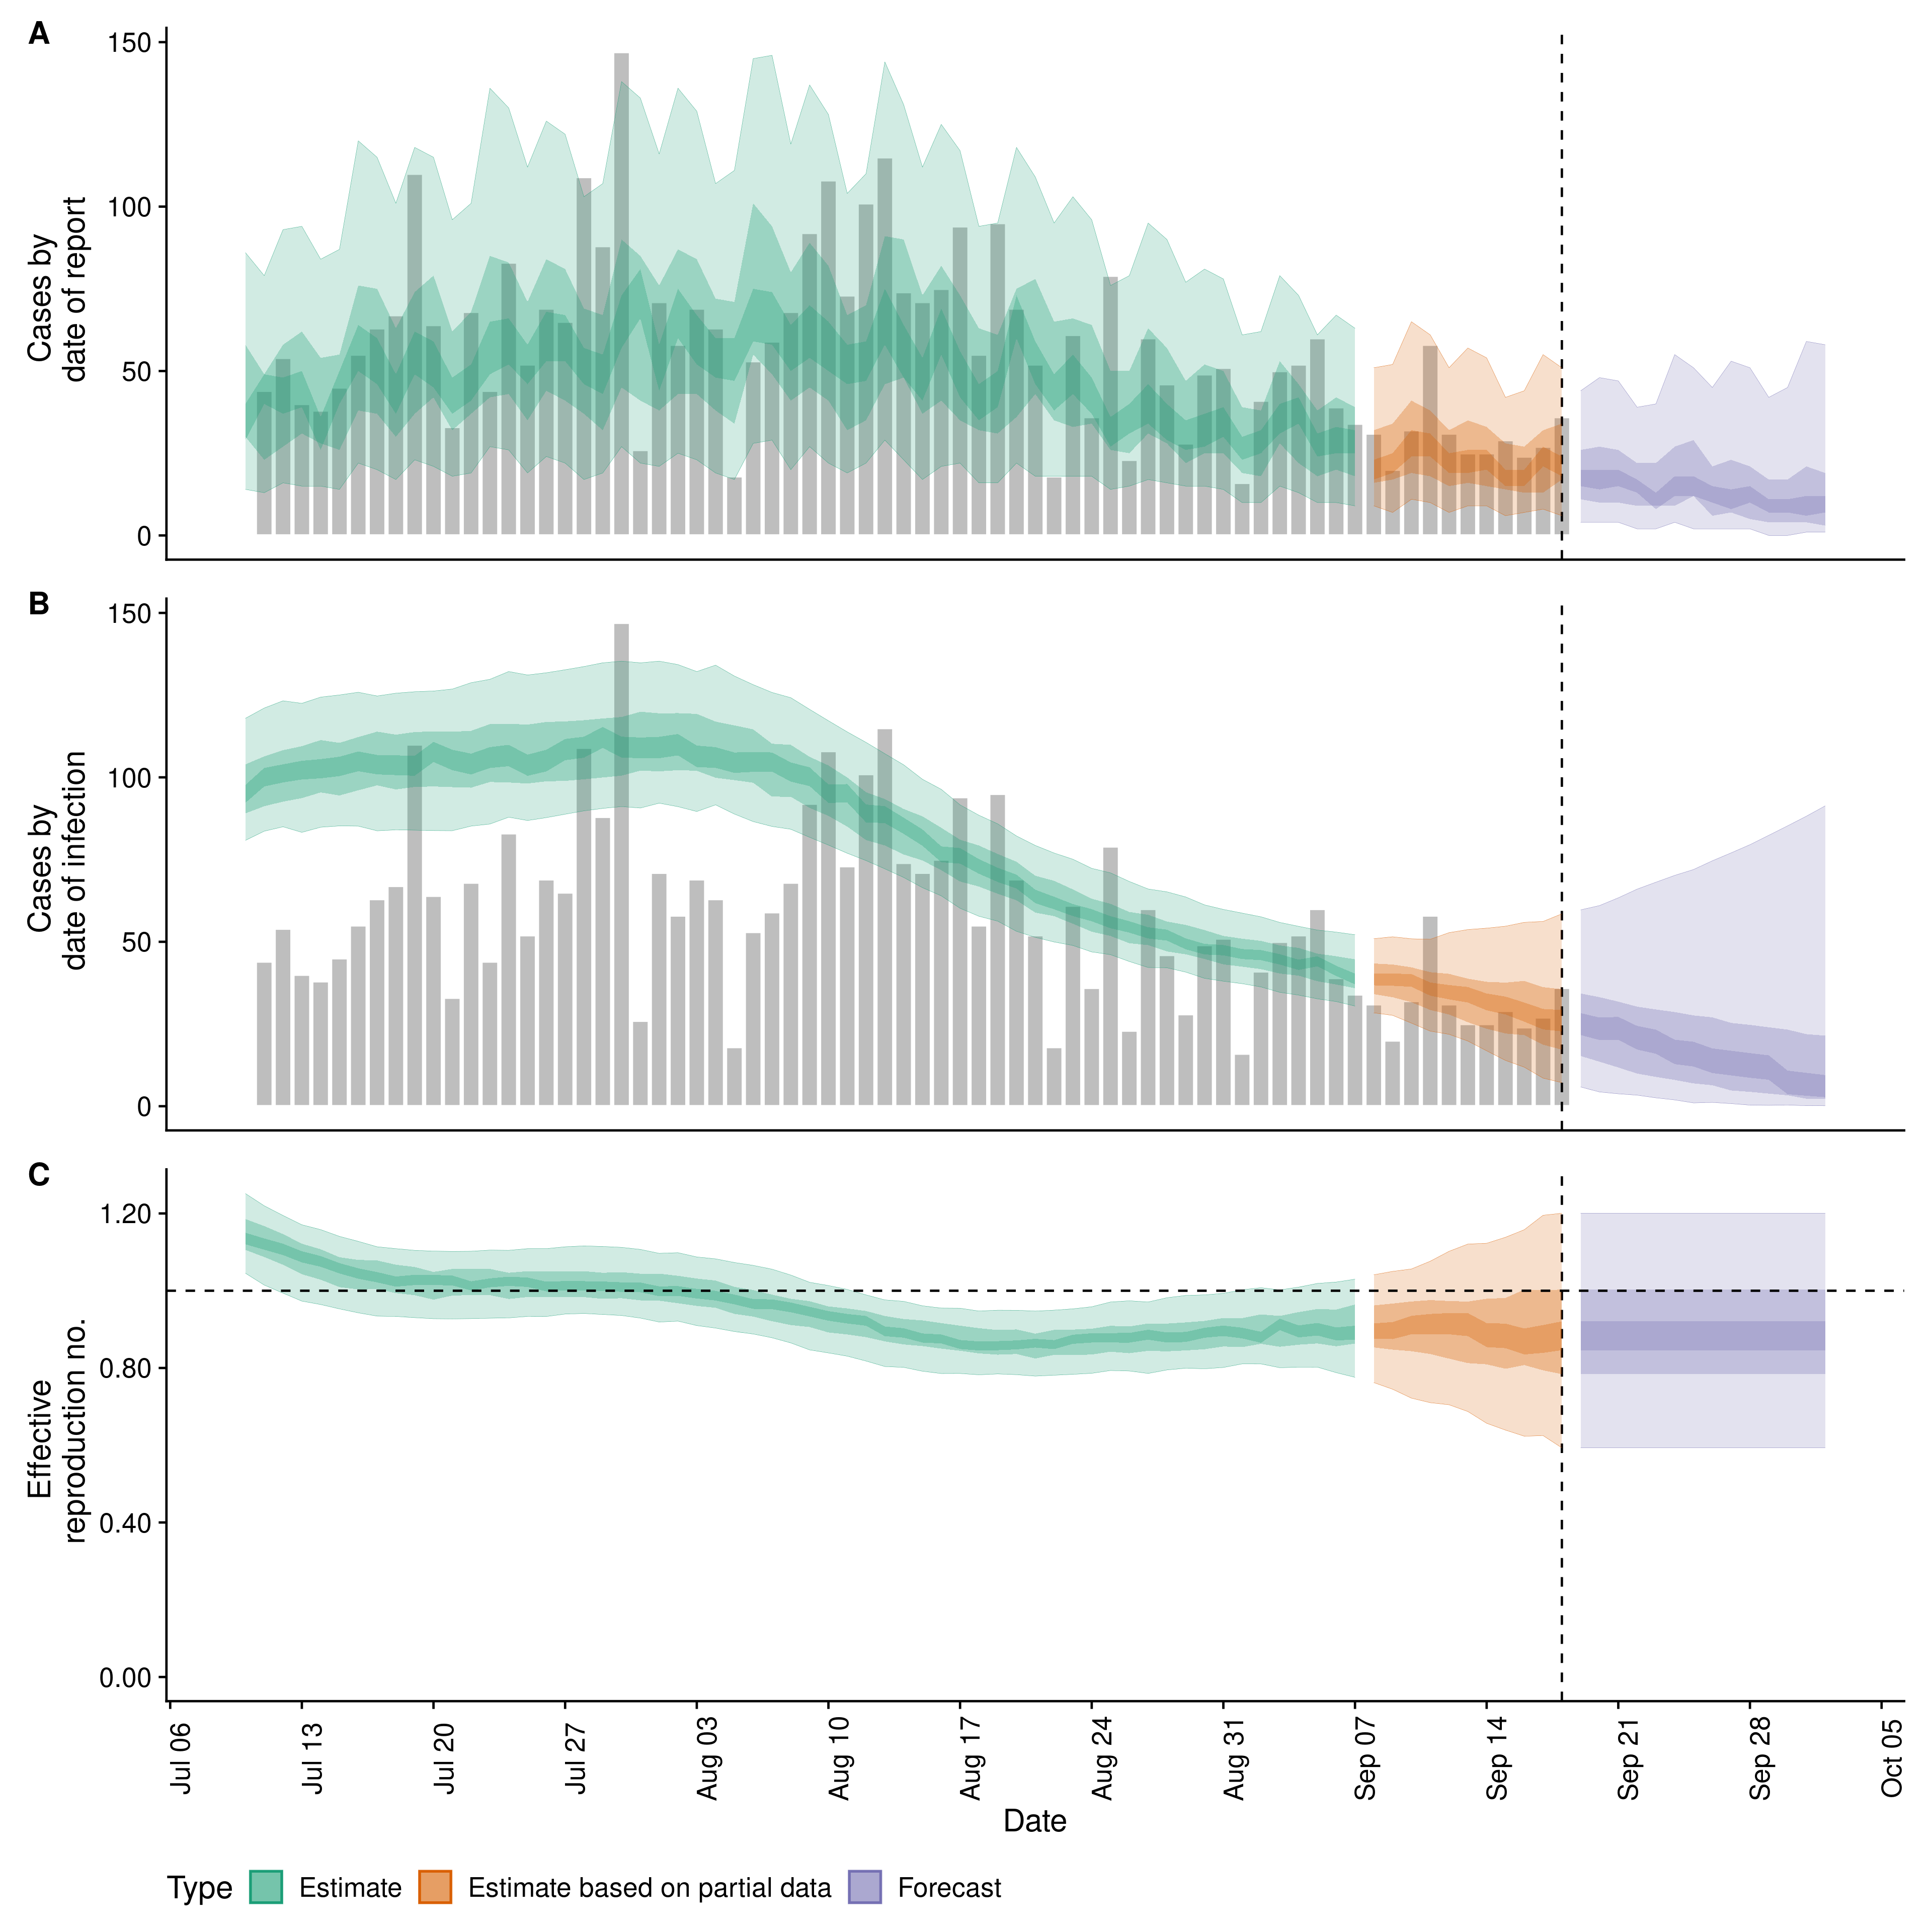 A
150
100
50
0
Cases by
date of report
B
150
100
50
0
Cases by
date of infection
C
1.20
0.80
0.40
0.00
Effective
reproduction no.
Jul 06
Jul 13
Jul 20
Jul 27
Aug 03
Aug 10
Aug 17
Aug 24
Aug 31
Sep 07
Sep 14
Sep 21
Sep 28
Oct 05
Date
Type Estimate Estimate based on partial data Forecast